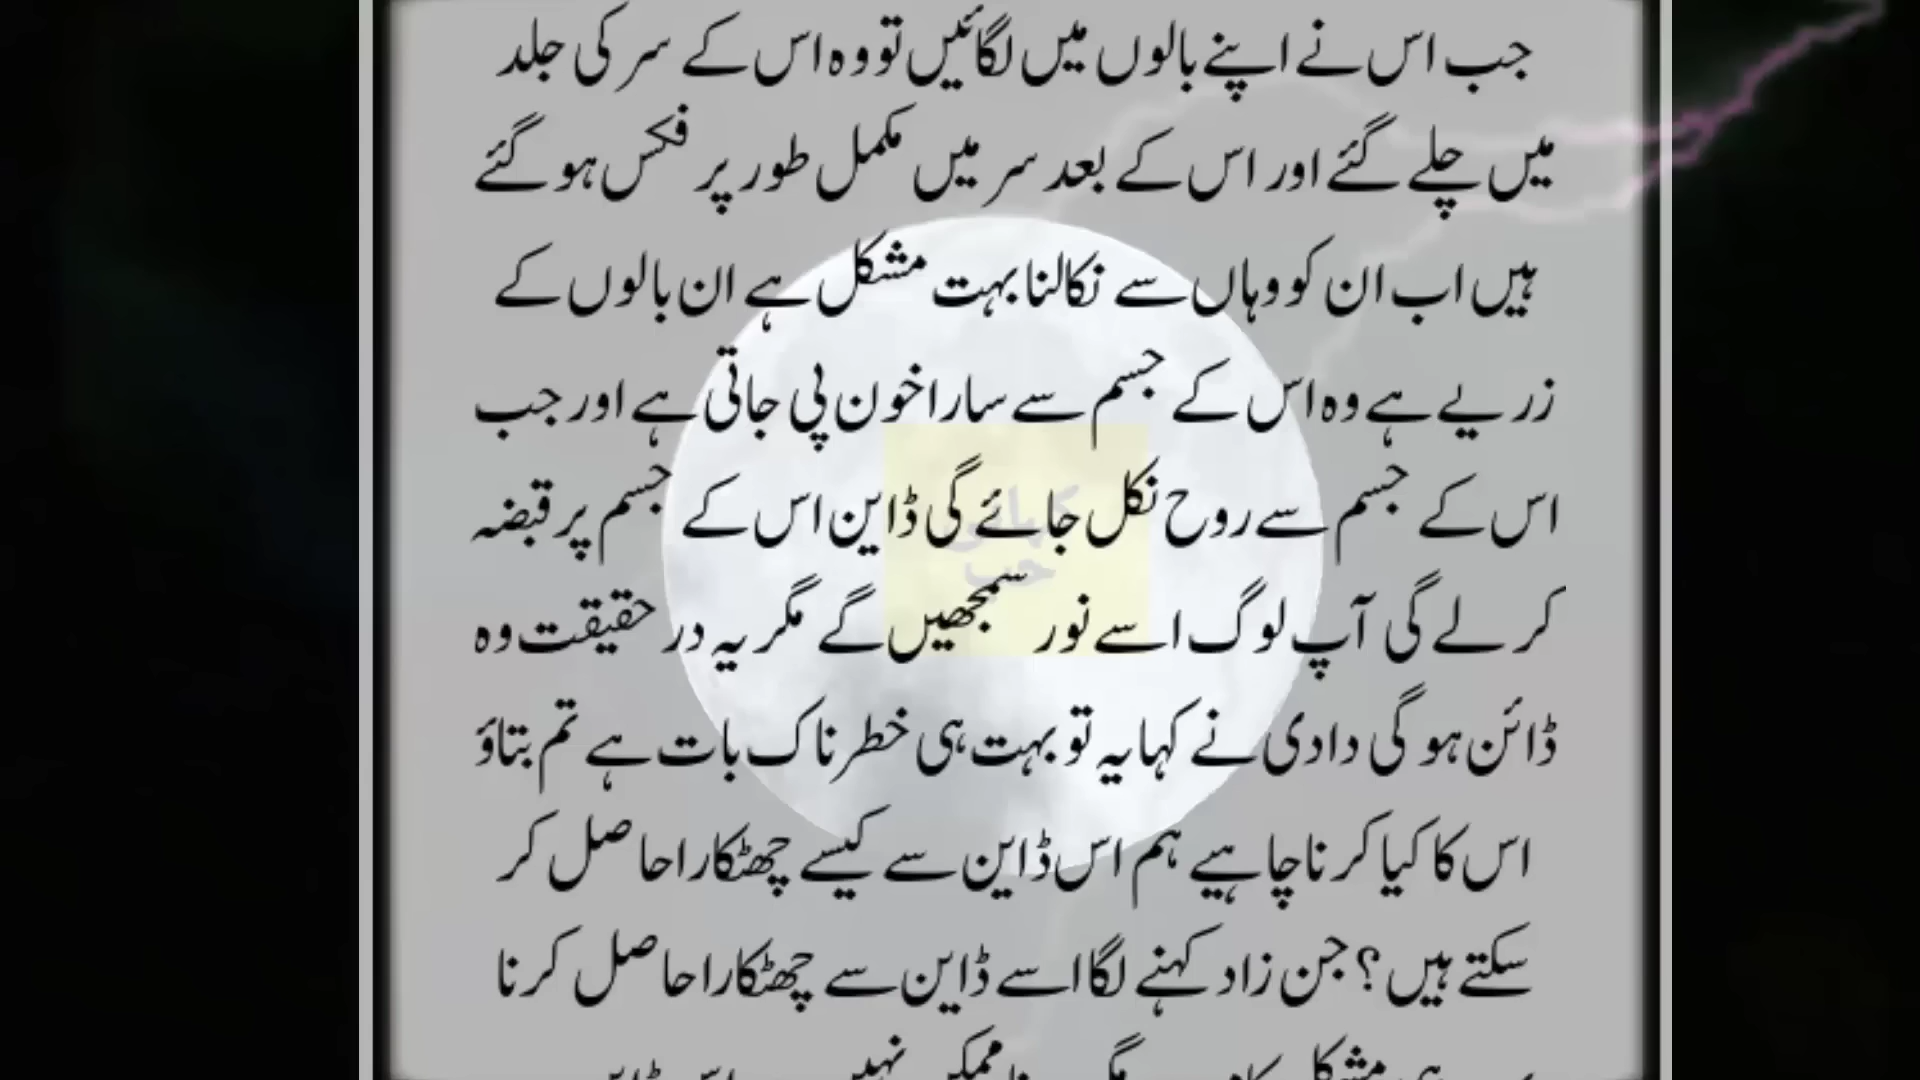 جب اس نے اپنے بالوں میں لگائیں تو وہ اس کے سر کی جلد
میں چلے گئے اور اس کے بعد سر میں مکمل طور پر فکس ہو گئے
ہیں اب ان کو وہاں سے نکالنا بہت مشکل ہے ان بالوں کے
زریے ہے وہ اس کے جسم سے سارا خون پی جاتی ہے اور جب
اس کے جسم سے روح نکل جائے گی ڈاین اس کے جسم پر قبضہ
کر لے گی آپ لوگ اسے نور سمجھیں گے مگر یہ در حقیقت وہ
ڈائن ہو گی دادی نے کہا یہ تو بہت ہی خطر ناک بات ہے تم بتاؤ
اس کا کیا کرنا چاہیے ہم اس ڈاین سے کیسے چھٹکارا حاصل کر
سکتے ہیں؟ جن زاد کہنے لگا اسے ڈاین سے چھٹکارا حاصل کرنا